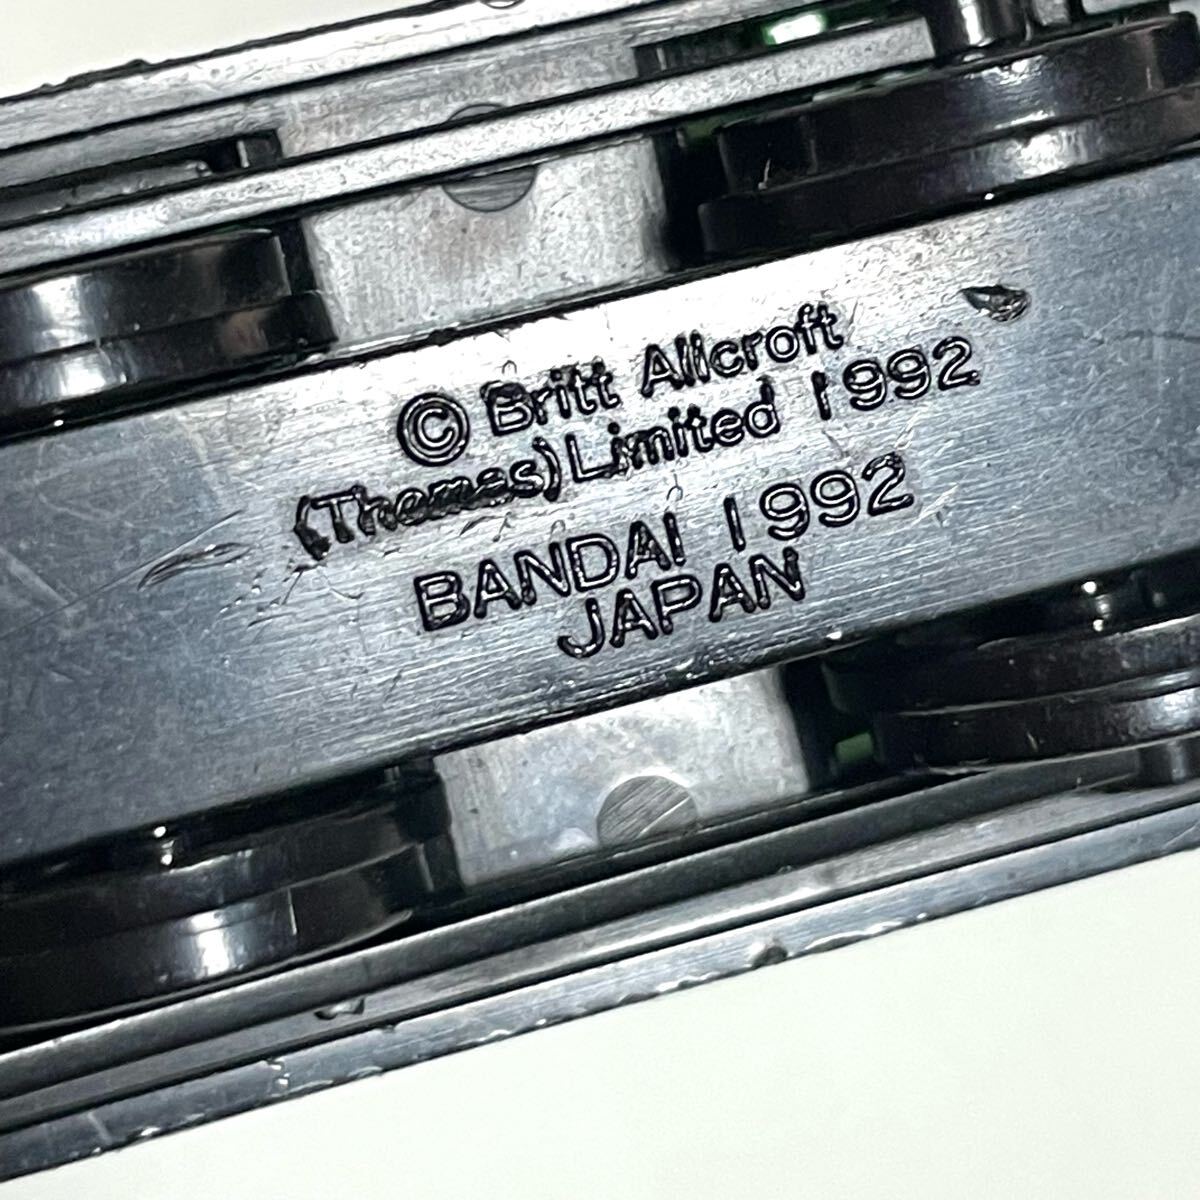 © Britt Allcroft
(Thomas) Limited 1992
BANDAI 1992
JAPAN